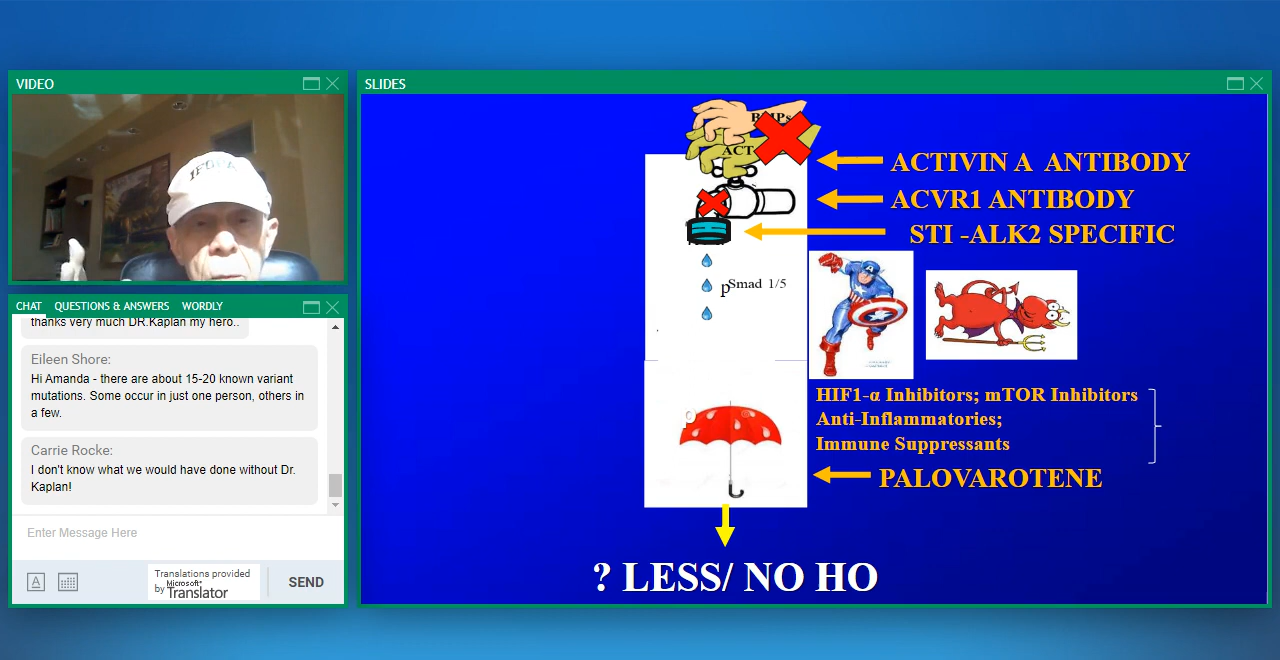 VIDEO
IFOPA
CHAT QUESTIONS & ANSWERS WORDLY
thanks very much DR.Kaplan my hero..
Eileen Shore:
Hi Amanda - there are about 15-20 known variant
mutations. Some occur in just one person, others in
a few.
Carrie Rocke:
I don't know what we would have done without Dr.
Kaplan!
Enter Message Here
A
Translations provided
by Microsoft®
Translator
SEND
SLIDES
BMPs
ACT
ACTIVIN A ANTIBODY
ACVR1 ANTIBODY
STI -ALK2 SPECIFIC
pSmad 1/5
A
HIF1-α Inhibitors; mTOR Inhibitors
Anti-Inflammatories;
Immune Suppressants
PALOVAROTENE
? LESS/ NO HO